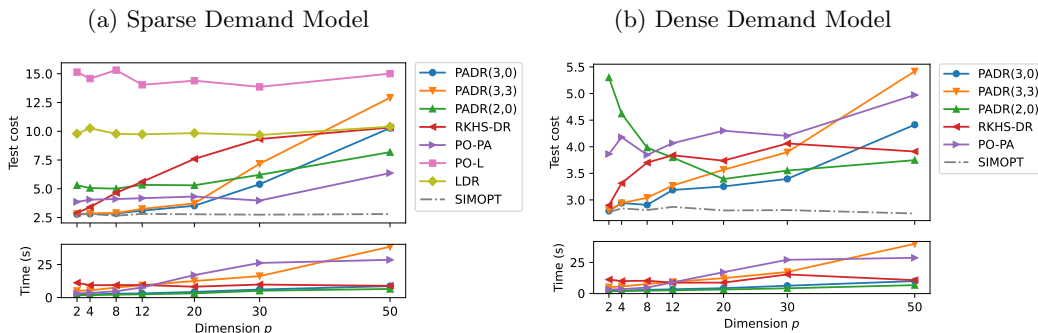 (a) Sparse Demand Model
Test cost
15.0
12.5
10.0
7.5
5.0
2.5
PADR(3,0)
PADR(3,3)
PADR(2,0)
RKHS-DR
PO-PA
PO-L
LDR
SIMOPT
Time (s)
25
0
2 4 8 12 20 30 50
Dimension p
(b) Dense Demand Model
Test cost
5.5
5.0
4.5
4.0
3.5
3.0
PADR(3,0)
PADR(3,3)
PADR(2,0)
RKHS-DR
PO-PA
SIMOPT
Time (s)
25
0
2 4 8 12 20 30 50
Dimension p